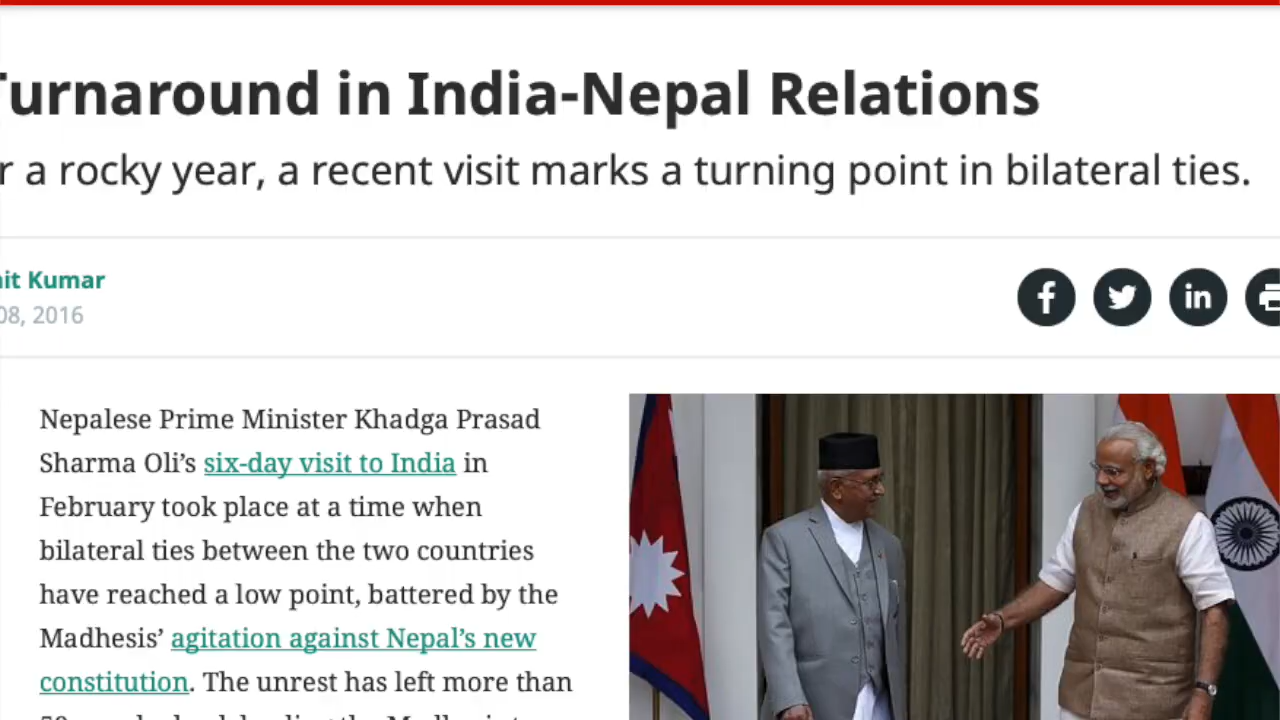 Turnaround in India-Nepal Relations
r a rocky year, a recent visit marks a turning point in bilateral ties.
it Kumar
08, 2016
Nepalese Prime Minister Khadga Prasad
Sharma Oli’s six-day visit to India in
February took place at a time when
bilateral ties between the two countries
have reached a low point, battered by the
Madhesis’ agitation against Nepal’s new
constitution. The unrest has left more than